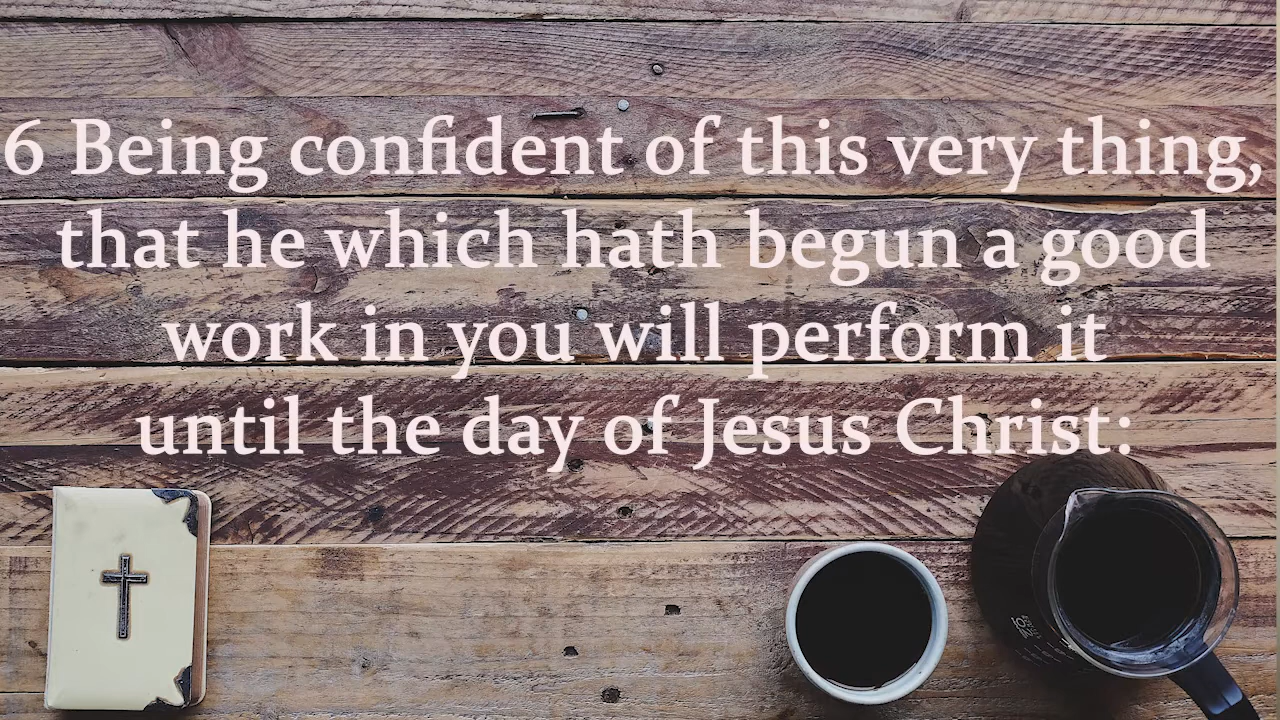 6 Being confident of this very thing,
that he which hath begun a good
work in you will perform it
until the day of Jesus Christ: